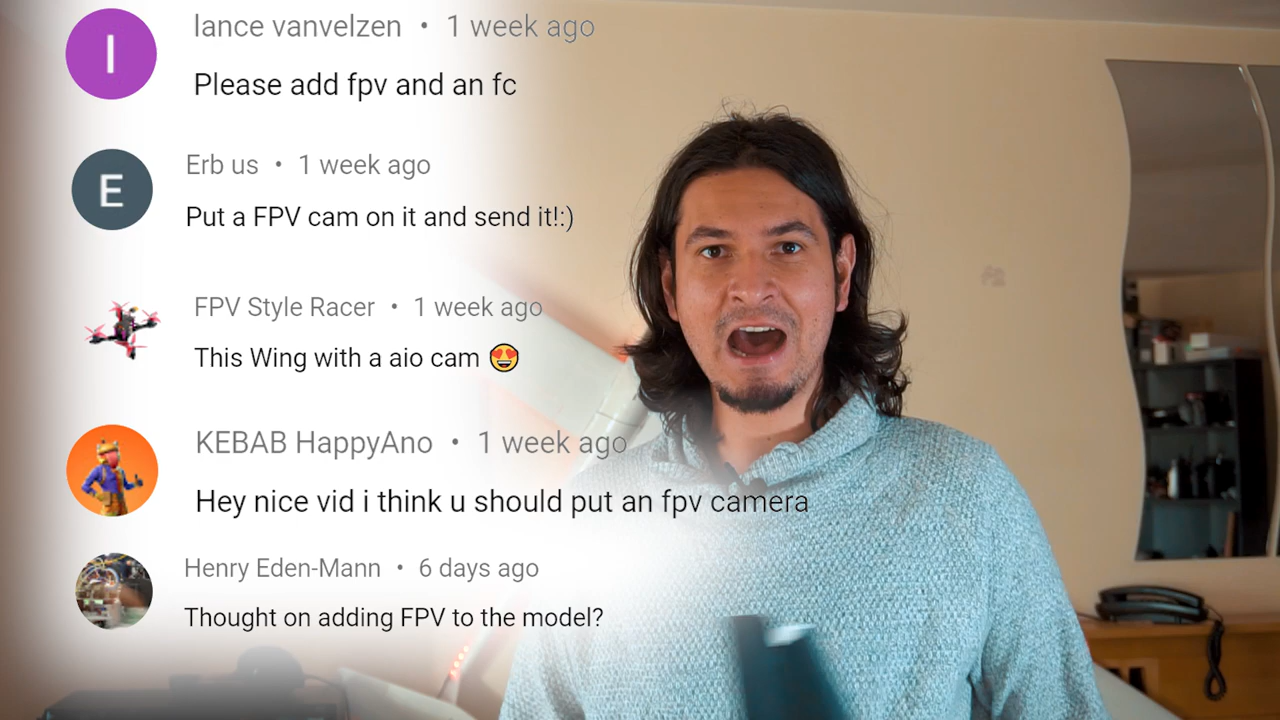 lance vanvelzen • 1 week ago
Please add fpv and an fc
E
Erb us • 1 week ago
Put a FPV cam on it and send it!:)
FPV Style Racer • 1 week ago
This Wing with a aio cam 😍
KEBAB HappyAno • 1 week ago
Hey nice vid i think u should put an fpv camera
Henry Eden-Mann • 6 days ago
Thought on adding FPV to the model?